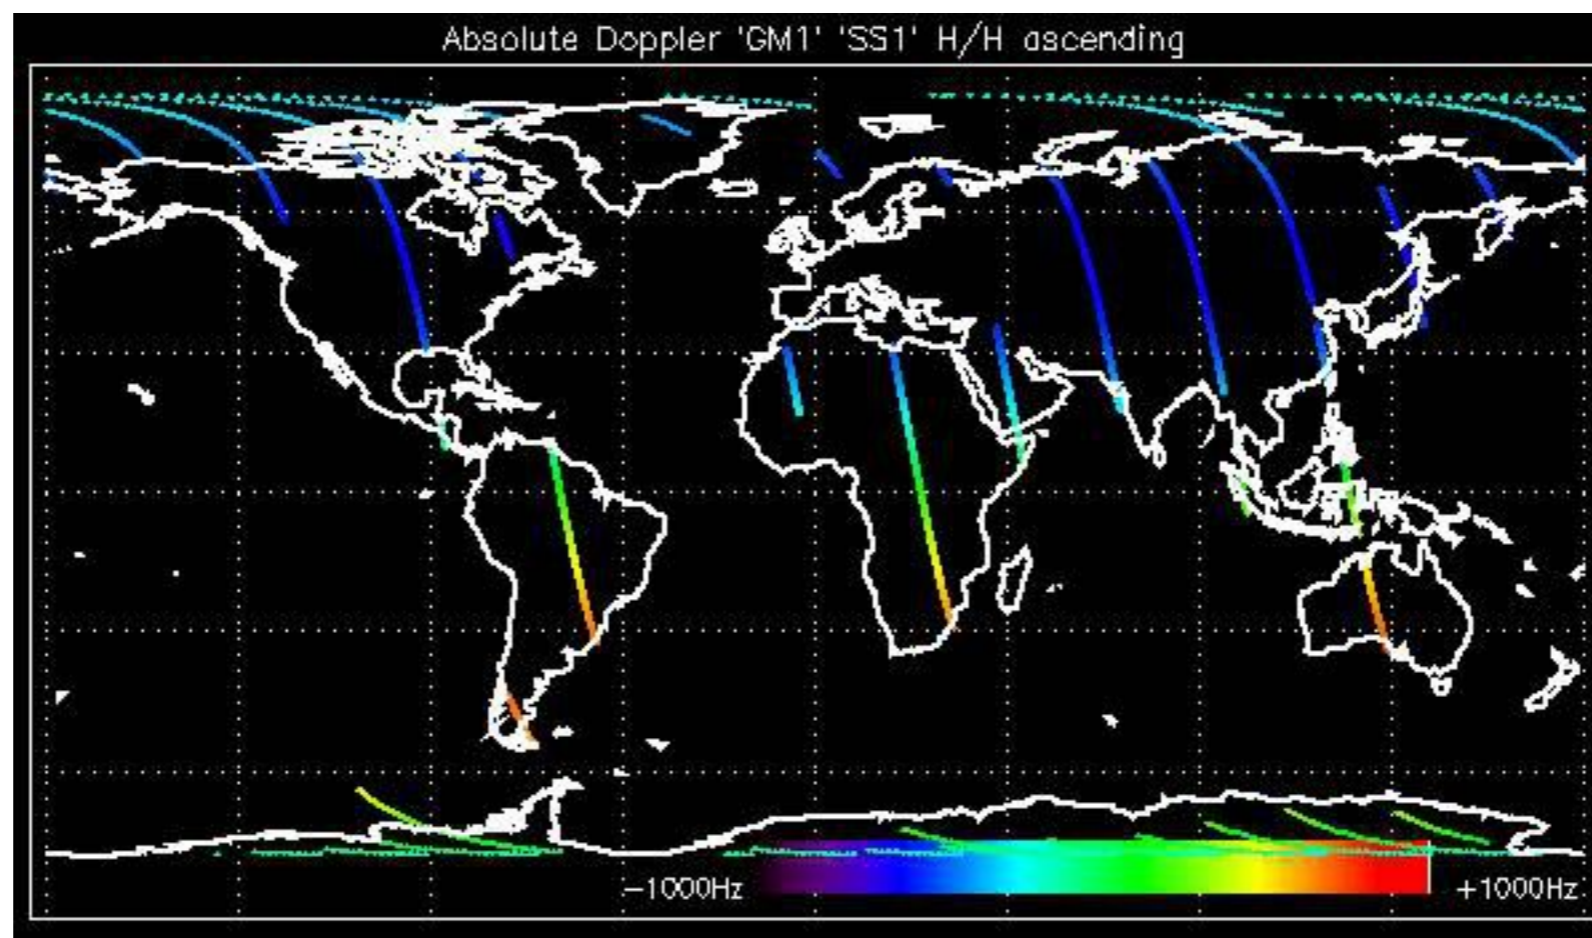 Absolute Doppler 'GM1' 'SS1' H/H ascending
−1000Hz
+1000Hz